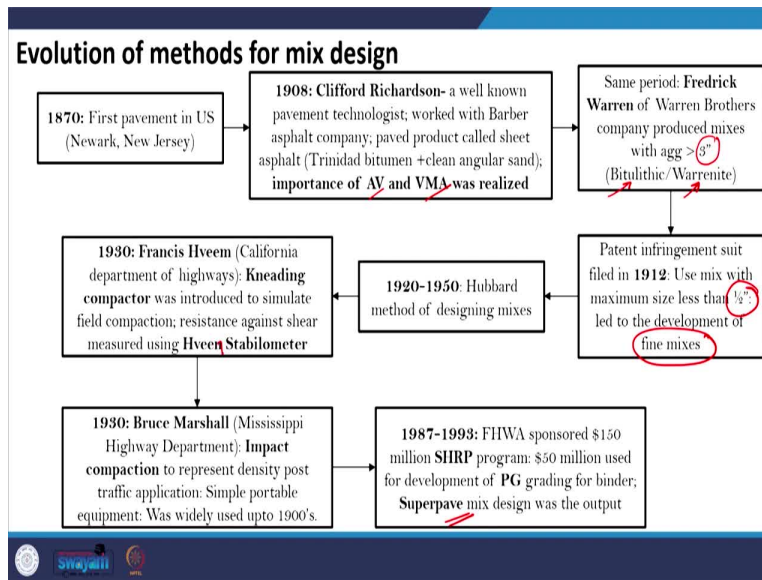 Evolution of methods for mix design
1870: First pavement in US
(Newark, New Jersey)
1908: Clifford Richardson- a well known
pavement technologist; worked with Barber
asphalt company; paved product called sheet
asphalt (Trinidad bitumen +clean angular sand);
importance of AV and VMA was realized
Same period: Fredrick
Warren of Warren Brothers
company produced mixes
with agg > 3"
(Bitulithic/Warrenite)
Patent infringement suit
filed in 1912: Use mix with
maximum size less than ½":
led to the development of
fine mixes
1920-1950: Hubbard
method of designing mixes
1930: Francis Hveem (California
department of highways): Kneading
compactor was introduced to simulate
field compaction; resistance against shear
measured using Hveen Stabilometer
1930: Bruce Marshall (Mississippi
Highway Department): Impact
compaction to represent density post
traffic application: Simple portable
equipment: Was widely used upto 1900's.
1987-1993: FHWA sponsored $150
million SHRP program: $50 million used
for development of PG grading for binder;
Superpave mix design was the output
swayam